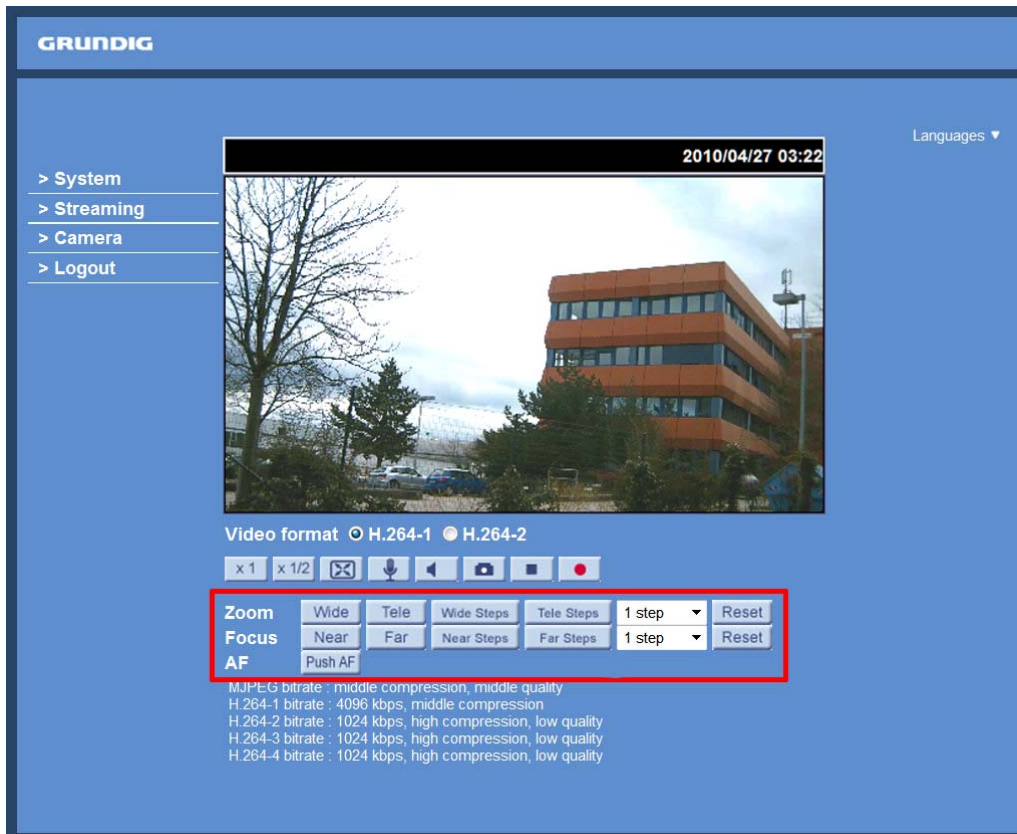 GRUNDIG
Languages ▼
2010/04/27 03:22
> System
> Streaming
> Camera
> Logout
Video format H.264-1 H.264-2
x 1 x 1/2
Zoom Wide Tele Wide Steps Tele Steps 1 step Reset
Focus Near Far Near Steps Far Steps 1 step Reset
AF Push AF
MJPEG bitrate : middle compression, middle quality
H.264-1 bitrate : 4096 kbps, middle compression
H.264-2 bitrate : 1024 kbps, high compression, low quality
H.264-3 bitrate : 1024 kbps, high compression, low quality
H.264-4 bitrate : 1024 kbps, high compression, low quality